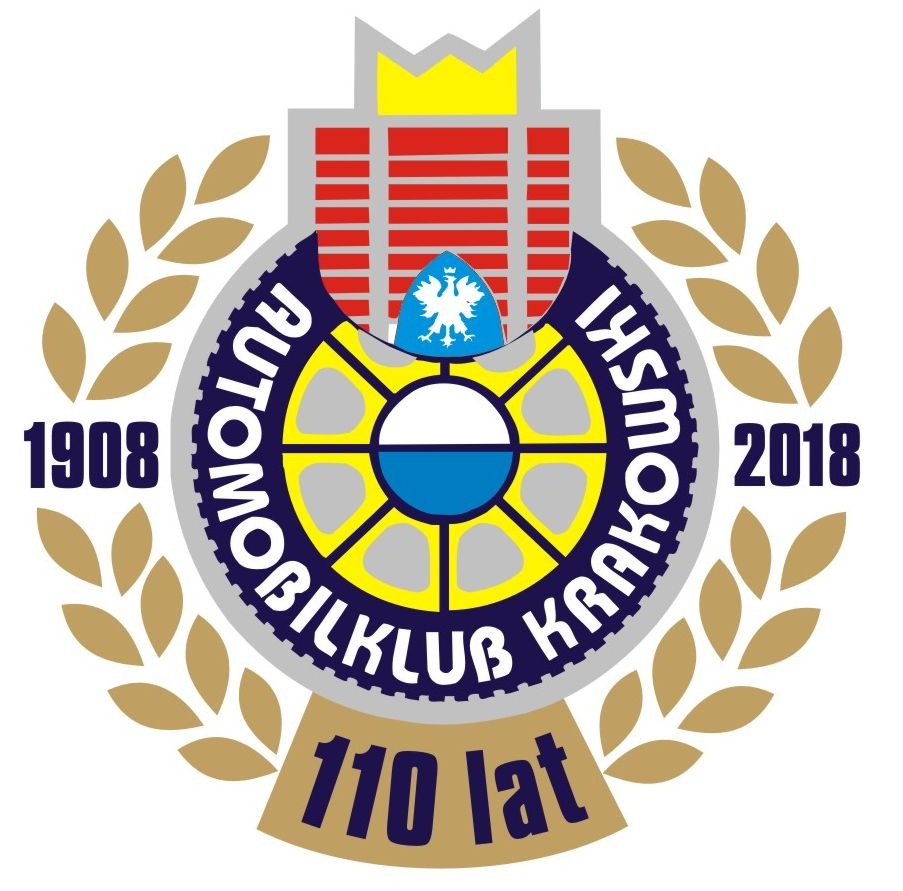 AUTOMOBILKLUB KRAKOWSKI
1908
2018
110 lat